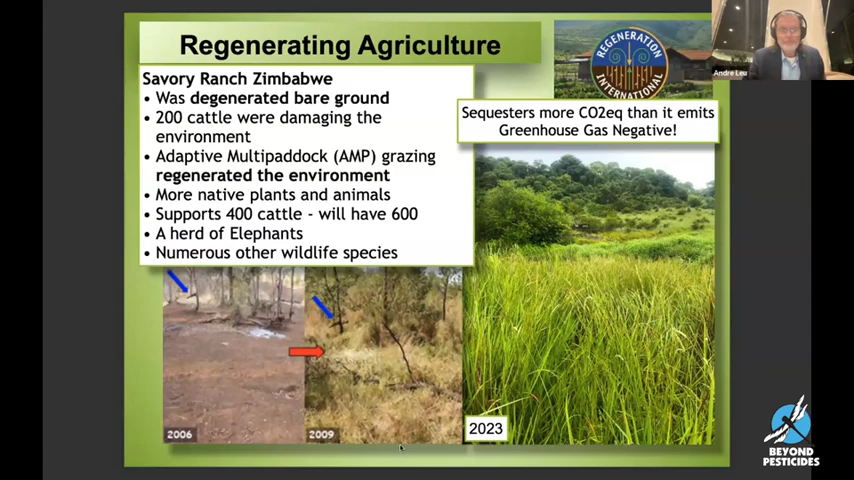 Regenerating Agriculture
REGENERATION
INTERNATIONAL
Andre Leu
Savory Ranch Zimbabwe
• Was degenerated bare ground
• 200 cattle were damaging the
environment
• Adaptive Multipaddock (AMP) grazing
regenerated the environment
• More native plants and animals
• Supports 400 cattle - will have 600
• A herd of Elephants
• Numerous other wildlife species
Sequesters more CO2eq than it emits
Greenhouse Gas Negative!
2006
2009
2023
BEYOND
PESTICIDES